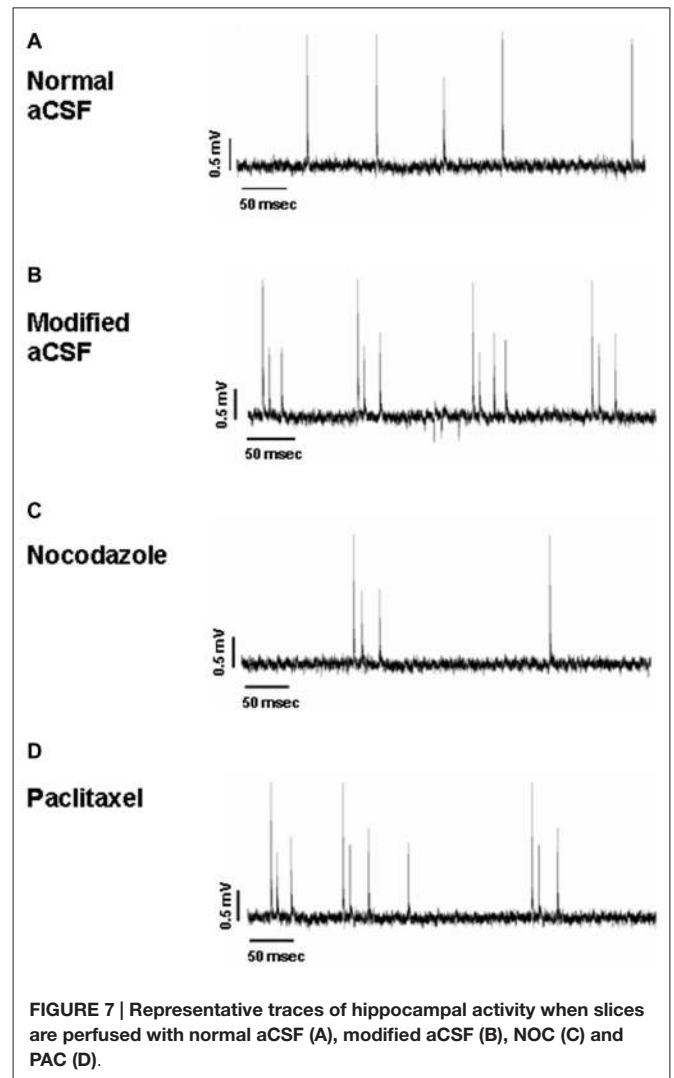 A
Normal
aCSF
0.5 mV
50 msec
B
Modified
aCSF
0.5 mV
50 msec
C
Nocodazole
0.5 mV
50 msec
D
Paclitaxel
0.5 mV
50 msec
FIGURE 7 | Representative traces of hippocampal activity when slices
are perfused with normal aCSF (A), modified aCSF (B), NOC (C) and
PAC (D).